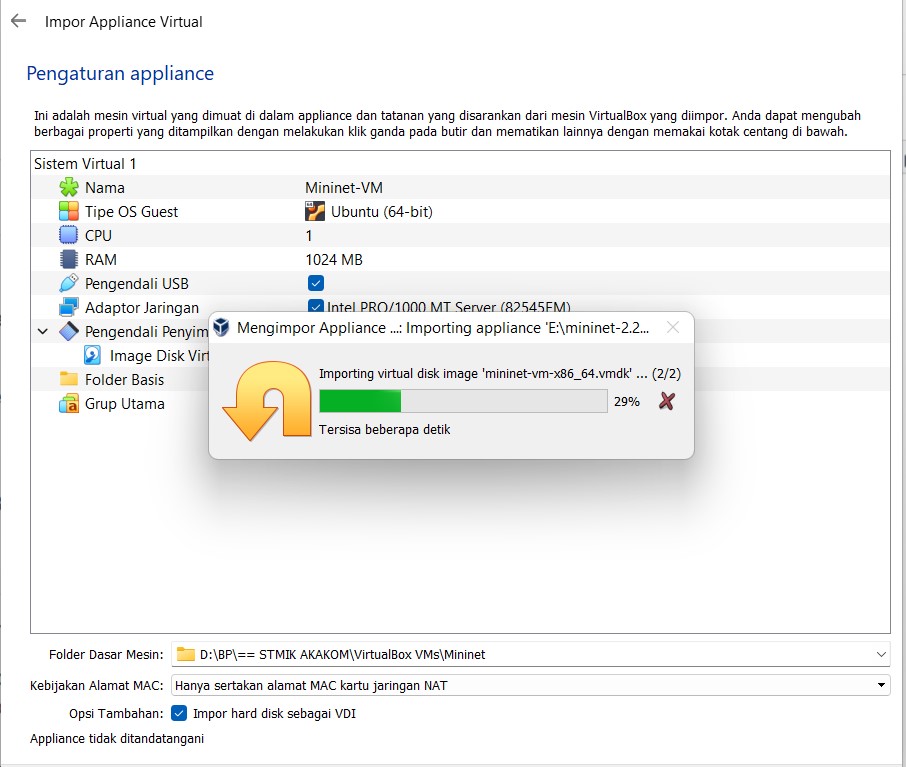 Impor Appliance Virtual
Pengaturan appliance
Ini adalah mesin virtual yang dimuat di dalam appliance dan tatanan yang disarankan dari mesin VirtualBox yang diimpor. Anda dapat mengubah
berbagai properti yang ditampilkan dengan melakukan klik ganda pada butir dan mematikan lainnya dengan memakai kotak centang di bawah.
Sistem Virtual 1
Nama Mininet-VM
Tipe OS Guest Ubuntu (64-bit)
CPU 1
RAM 1024 MB
Pengendali USB
Adaptor Jaringan Intel PRO/1000 MT Server (82545EM)
Pengendali Penyim
Image Disk Virt
Folder Basis
Grup Utama
Mengimpor Appliance ...: Importing appliance 'E:\mininet-2.2...
Importing virtual disk image 'mininet-vm-x86_64.vmdk' ... (2/2)
29%
Tersisa beberapa detik
Folder Dasar Mesin: D:\BP\== STMIK AKAKOM\VirtualBox VMs\Mininet
Kebijakan Alamat MAC: Hanya sertakan alamat MAC kartu jaringan NAT
Opsi Tambahan: Impor hard disk sebagai VDI
Appliance tidak ditandatangani